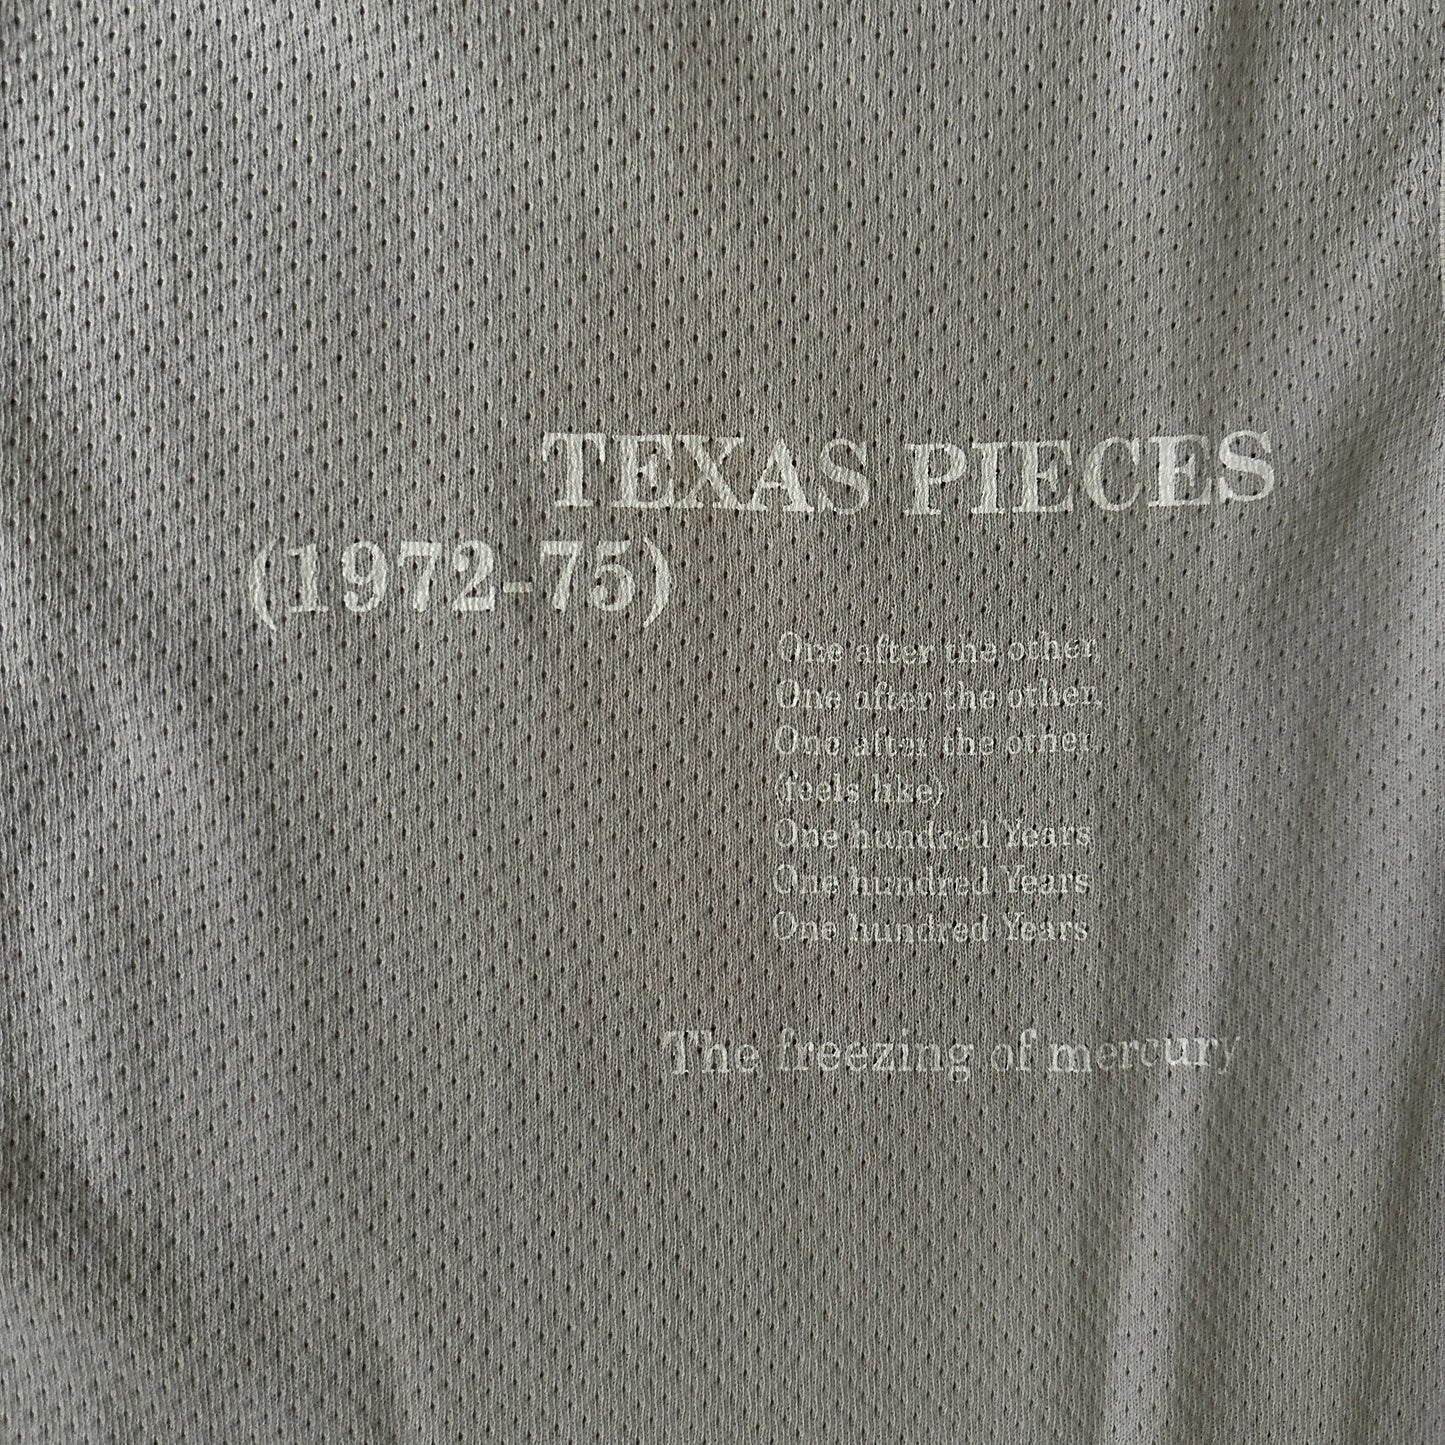 TEXAS PIECES
(1972-75)
One after the other,
One after the other,
One after the other,
(feels like)
One hundred Years
One hundred Years
One hundred Years
The freezing of mercury